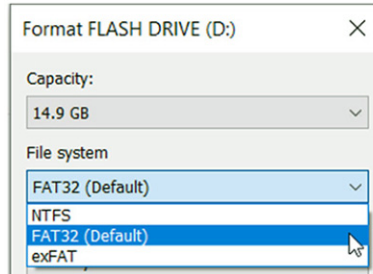 Format FLASH DRIVE (D:)
Capacity:
14.9 GB
File system
FAT32 (Default)
NTFS
FAT32 (Default)
exFAT